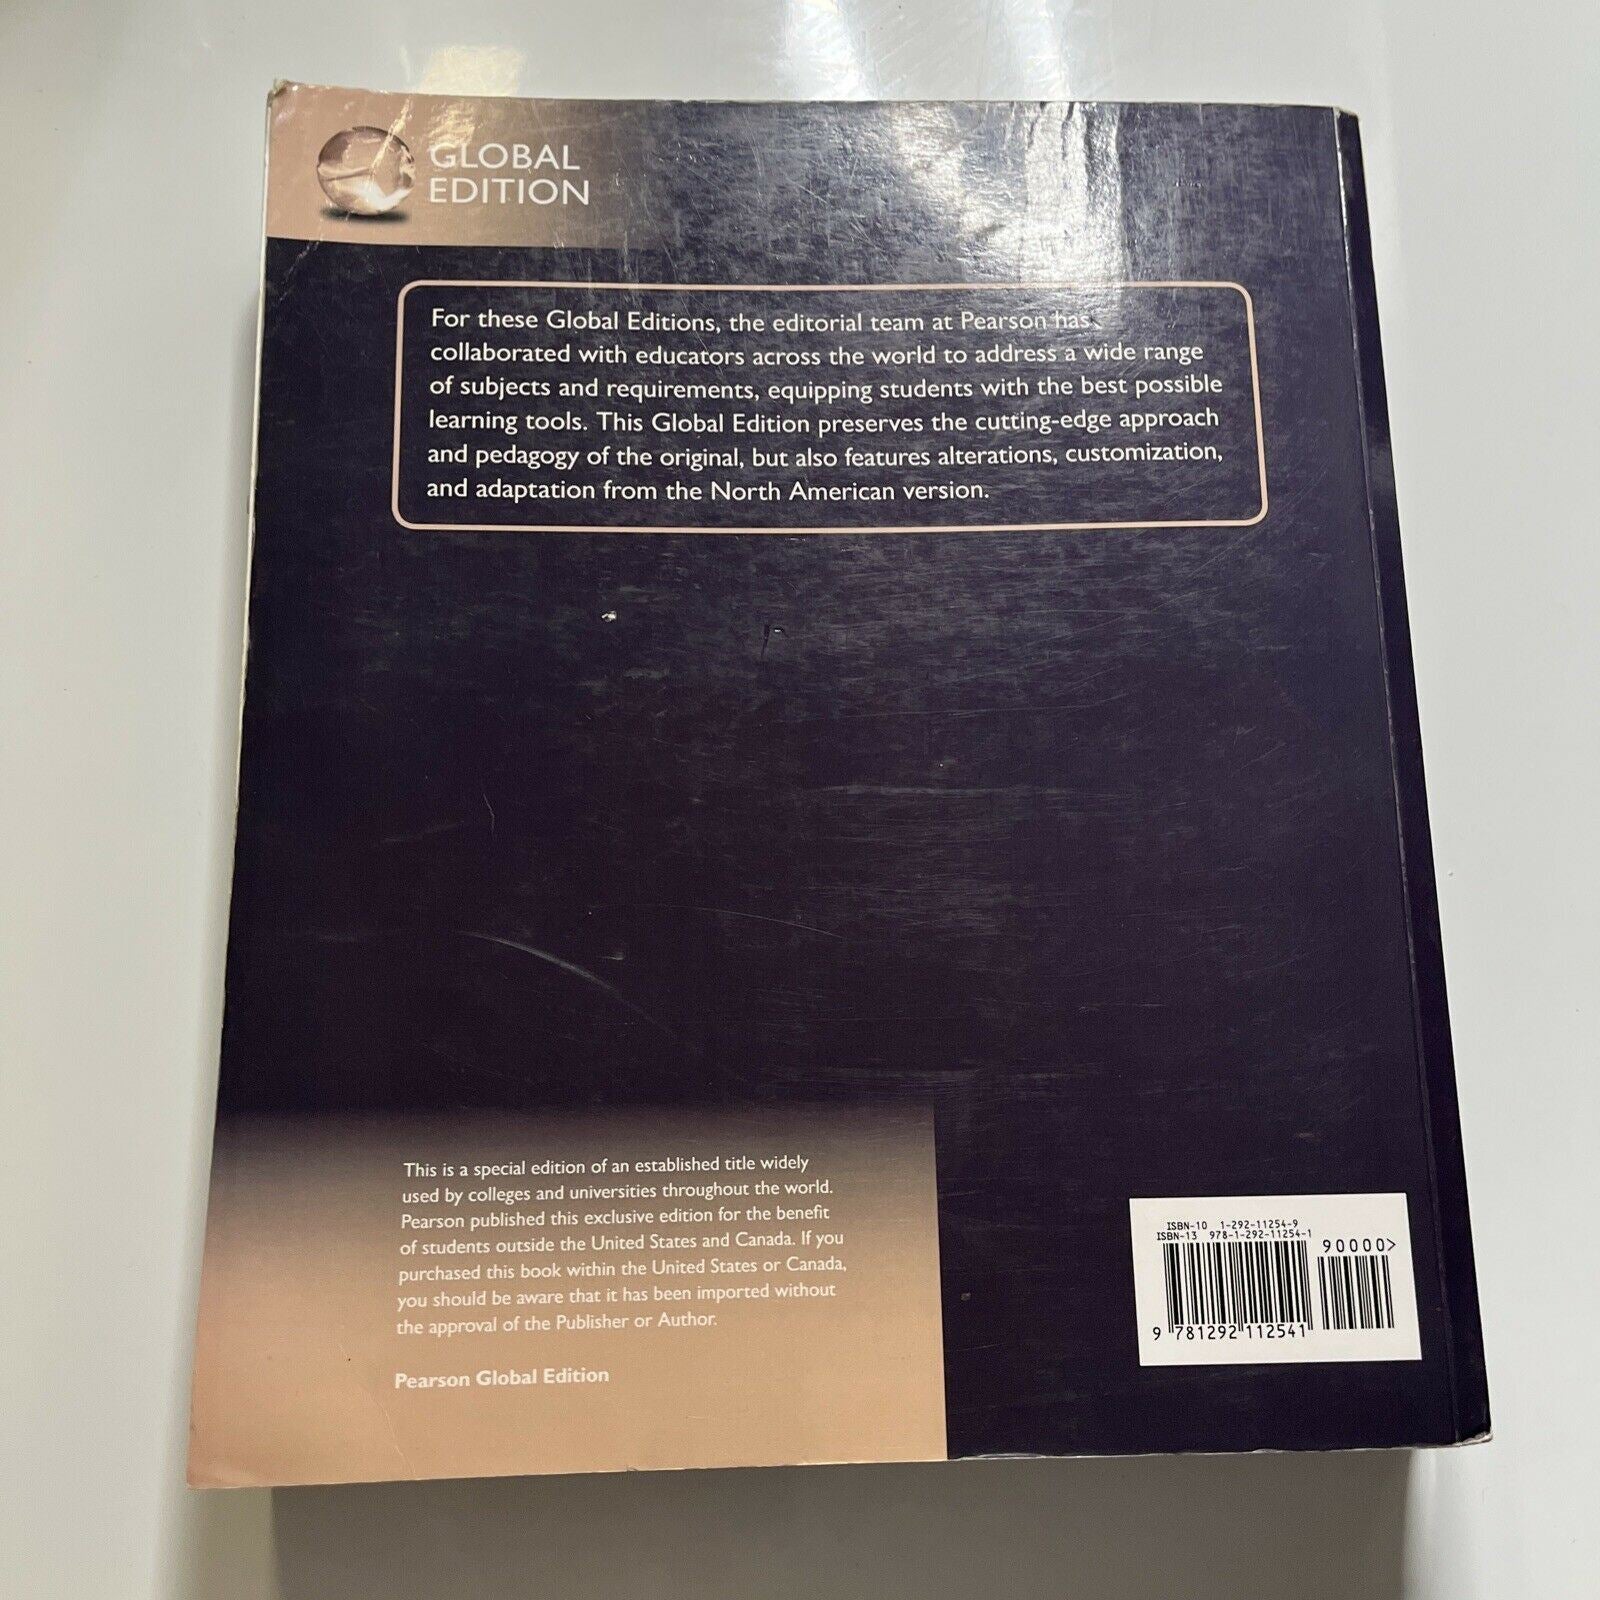 GLOBAL
EDITION
For these Global Editions, the editorial team at Pearson has
collaborated with educators across the world to address a wide range
of subjects and requirements, equipping students with the best possible
learning tools. This Global Edition preserves the cutting-edge approach
and pedagogy of the original, but also features alterations, customization,
and adaptation from the North American version.
This is a special edition of an established title widely
used by colleges and universities throughout the world.
Pearson published this exclusive edition for the benefit
of students outside the United States and Canada. If you
purchased this book within the United States or Canada,
you should be aware that it has been imported without
the approval of the Publisher or Author.
Pearson Global Edition
ISBN-10 1-292-11254-9
ISBN-13 978-1-292-11254-1
90000>
9 781292 112541